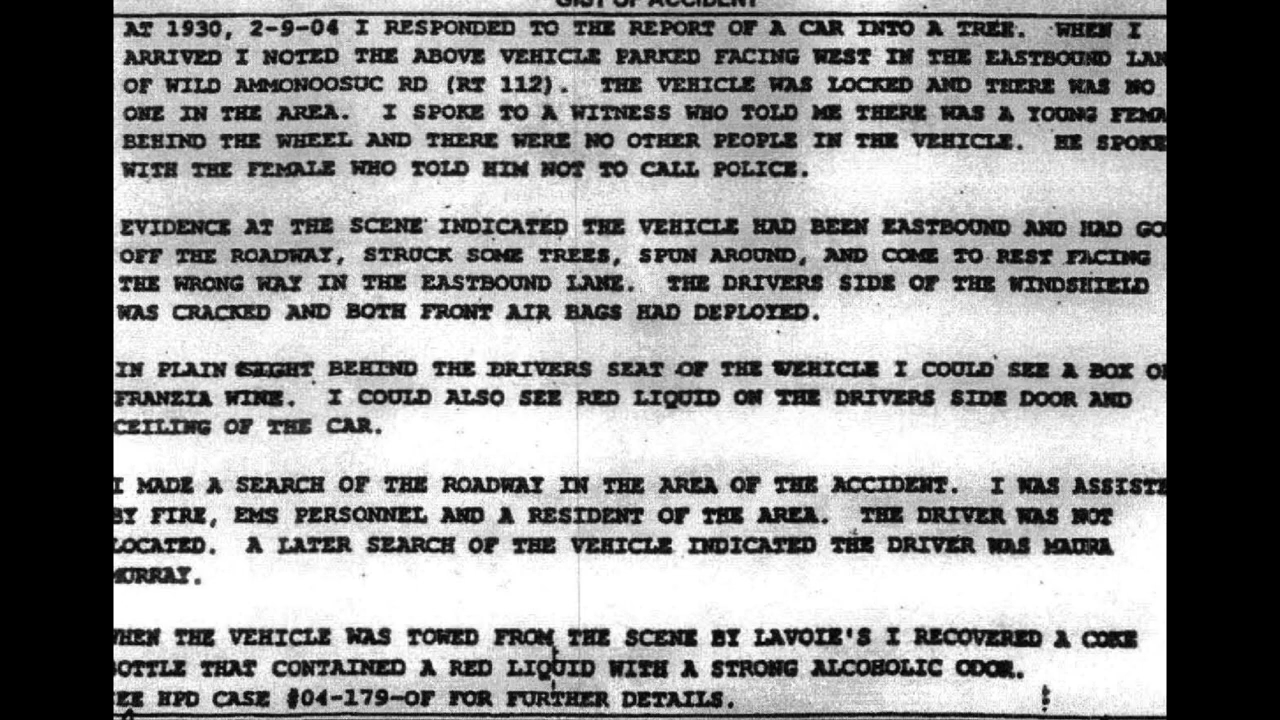 GIST OF ACCIDENT
AT 1930, 2-9-04 I RESPONDED TO THE REPORT OF A CAR INTO A TREE. WHEN I
ARRIVED I NOTED THE ABOVE VEHICLE PARKED FACING WEST IN THE EASTBOUND LAN
OF WILD AMMONOOSUC RD (RT 112). THE VEHICLE WAS LOCKED AND THERE WAS NO
ONE IN THE AREA. I SPOKE TO A WITNESS WHO TOLD ME THERE WAS A YOUNG FEMA
BEHIND THE WHEEL AND THERE WERE NO OTHER PEOPLE IN THE VEHICLE. HE SPOKE
WITH THE FEMALE WHO TOLD HIM NOT TO CALL POLICE.
EVIDENCE AT THE SCENE INDICATED THE VEHICLE HAD BEEN EASTBOUND AND HAD GO
OFF THE ROADWAY, STRUCK SOME TREES, SPUN AROUND, AND COME TO REST FACING
THE WRONG WAY IN THE EASTBOUND LANE. THE DRIVERS SIDE OF THE WINDSHIELD
WAS CRACKED AND BOTH FRONT AIR BAGS HAD DEPLOYED.
IN PLAIN SIGHT BEHIND THE DRIVERS SEAT OF THE VEHICLE I COULD SEE A BOX O
FRANZIA WINE. I COULD ALSO SEE RED LIQUID ON THE DRIVERS SIDE DOOR AND
CEILING OF THE CAR.
I MADE A SEARCH OF THE ROADWAY IN THE AREA OF THE ACCIDENT. I WAS ASSISTE
BY FIRE, EMS PERSONNEL AND A RESIDENT OF THE AREA. THE DRIVER WAS NOT
LOCATED. A LATER SEARCH OF THE VEHICLE INDICATED THE DRIVER WAS MAURA
MURRAY.
WHEN THE VEHICLE WAS TOWED FROM THE SCENE BY LAVOIE'S I RECOVERED A COKE
BOTTLE THAT CONTAINED A RED LIQUID WITH A STRONG ALCOHOLIC ODOR.
EE HPD CASE #04-179-OF FOR FURTHER DETAILS.